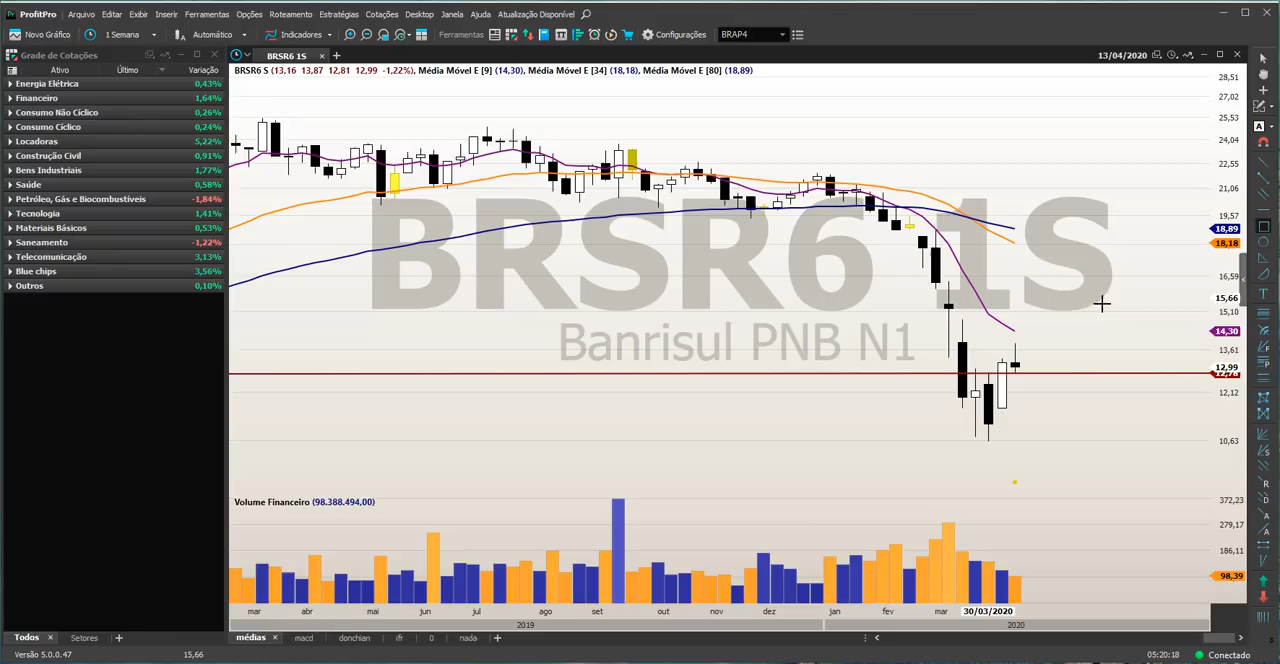 ProfitPro Arquivo Editar Exibir Inserir Ferramentas Opções Roteamento Estratégias Cotações Desktop Janela Ajuda Atualização Disponível
Novo Gráfico 1 Semana Automático Indicadores Ferramentas Configurações BRAP4
Grade de Cotações
Ativo Último Variação
Energia Elétrica 0,43%
Financeiro 1,64%
Consumo Não Cíclico 0,26%
Consumo Cíclico 0,24%
Locadoras 5,22%
Construção Civil 0,91%
Bens Industriais 1,77%
Saúde 0,58%
Petróleo, Gás e Biocombustíveis -1,84%
Tecnologia 1,41%
Materiais Básicos 0,53%
Saneamento -1,22%
Telecomunicação 3,13%
Blue chips 3,56%
Outros 0,10%
Todos Setores
BRSR6 1S
13/04/2020
BRSR6 S (13,16 13,87 12,81 12,99 -1,22%), Média Móvel E [9] (14,30), Média Móvel E [34] (18,18), Média Móvel E [80] (18,89)
BRSR6 1S
Banrisul PNB N1
28,51
27,02
25,53
24,04
22,55
21,06
19,57
18,89
18,18
16,59
15,66
15,10
14,30
13,61
12,99
12,78
12,12
10,63
Volume Financeiro (98.388.494,00)
372,23
279,17
186,11
98,39
mar abr mai jun jul ago set out nov dez jan fev mar 30/03/2020
2019 2020
médias macd donchian ifr 0 nada
Versão 5.0.0.47 15,66 05:20:18 Conectado